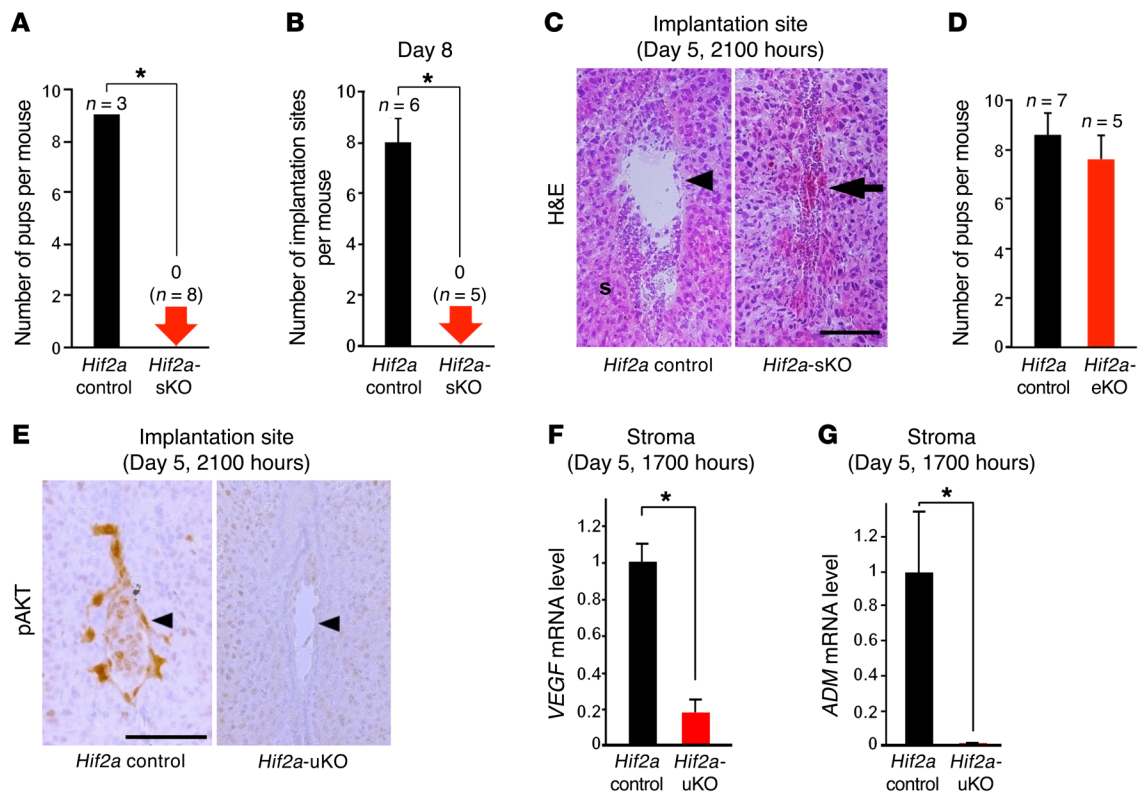 A
Number of pups per mouse
10
8
6
4
2
0
*
n = 3
0
(n = 8)
Hif2a
control
Hif2a-
sKO
B
Day 8
Number of implantation sites
per mouse
10
8
6
4
2
0
*
n = 6
0
(n = 5)
Hif2a
control
Hif2a-
sKO
C
Implantation site
(Day 5, 2100 hours)
H&E
s
Hif2a control
Hif2a-sKO
D
Number of pups per mouse
10
8
6
4
2
0
n = 7
n = 5
Hif2a
control
Hif2a-
eKO
E
Implantation site
(Day 5, 2100 hours)
pAKT
Hif2a control
Hif2a-uKO
F
Stroma
(Day 5, 1700 hours)
VEGF mRNA level
1.2
1
0.8
0.6
0.4
0.2
0
*
Hif2a
control
Hif2a-
uKO
G
Stroma
(Day 5, 1700 hours)
ADM mRNA level
1.2
1
0.8
0.6
0.4
0.2
0
*
Hif2a
control
Hif2a-
uKO